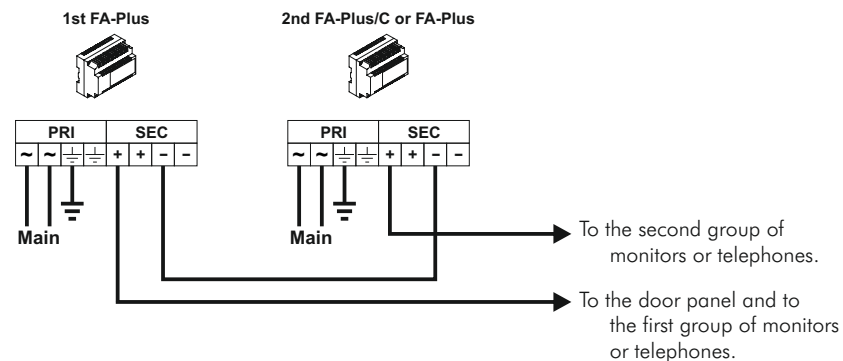 1st FA-Plus
2nd FA-Plus/C or FA-Plus
PRI SEC
~ ~ ⏚ ⏚ + + − −
PRI SEC
~ ~ ⏚ ⏚ + + − −
Main
Main
To the second group of
monitors or telephones.
To the door panel and to
the first group of monitors
or telephones.